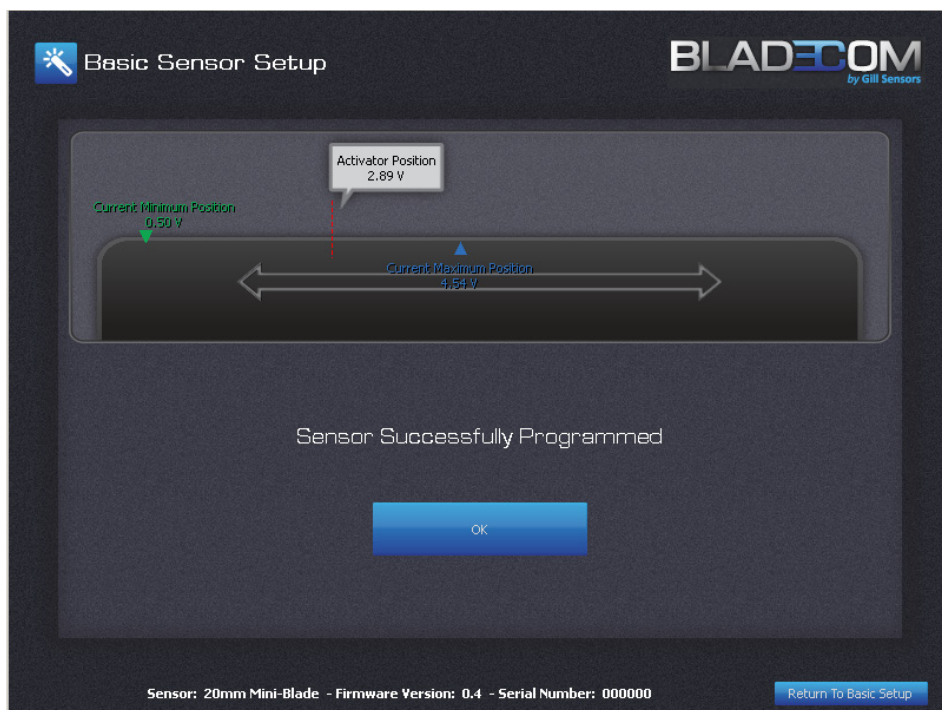 Basic Sensor Setup
BLADECOM
by Gill Sensors
Activator Position
2.89 V
Current Minimum Position
0.50 V
Current Maximum Position
4.54 V
Sensor Successfully Programmed
OK
Sensor: 20mm Mini-Blade - Firmware Version: 0.4 - Serial Number: 000000
Return To Basic Setup